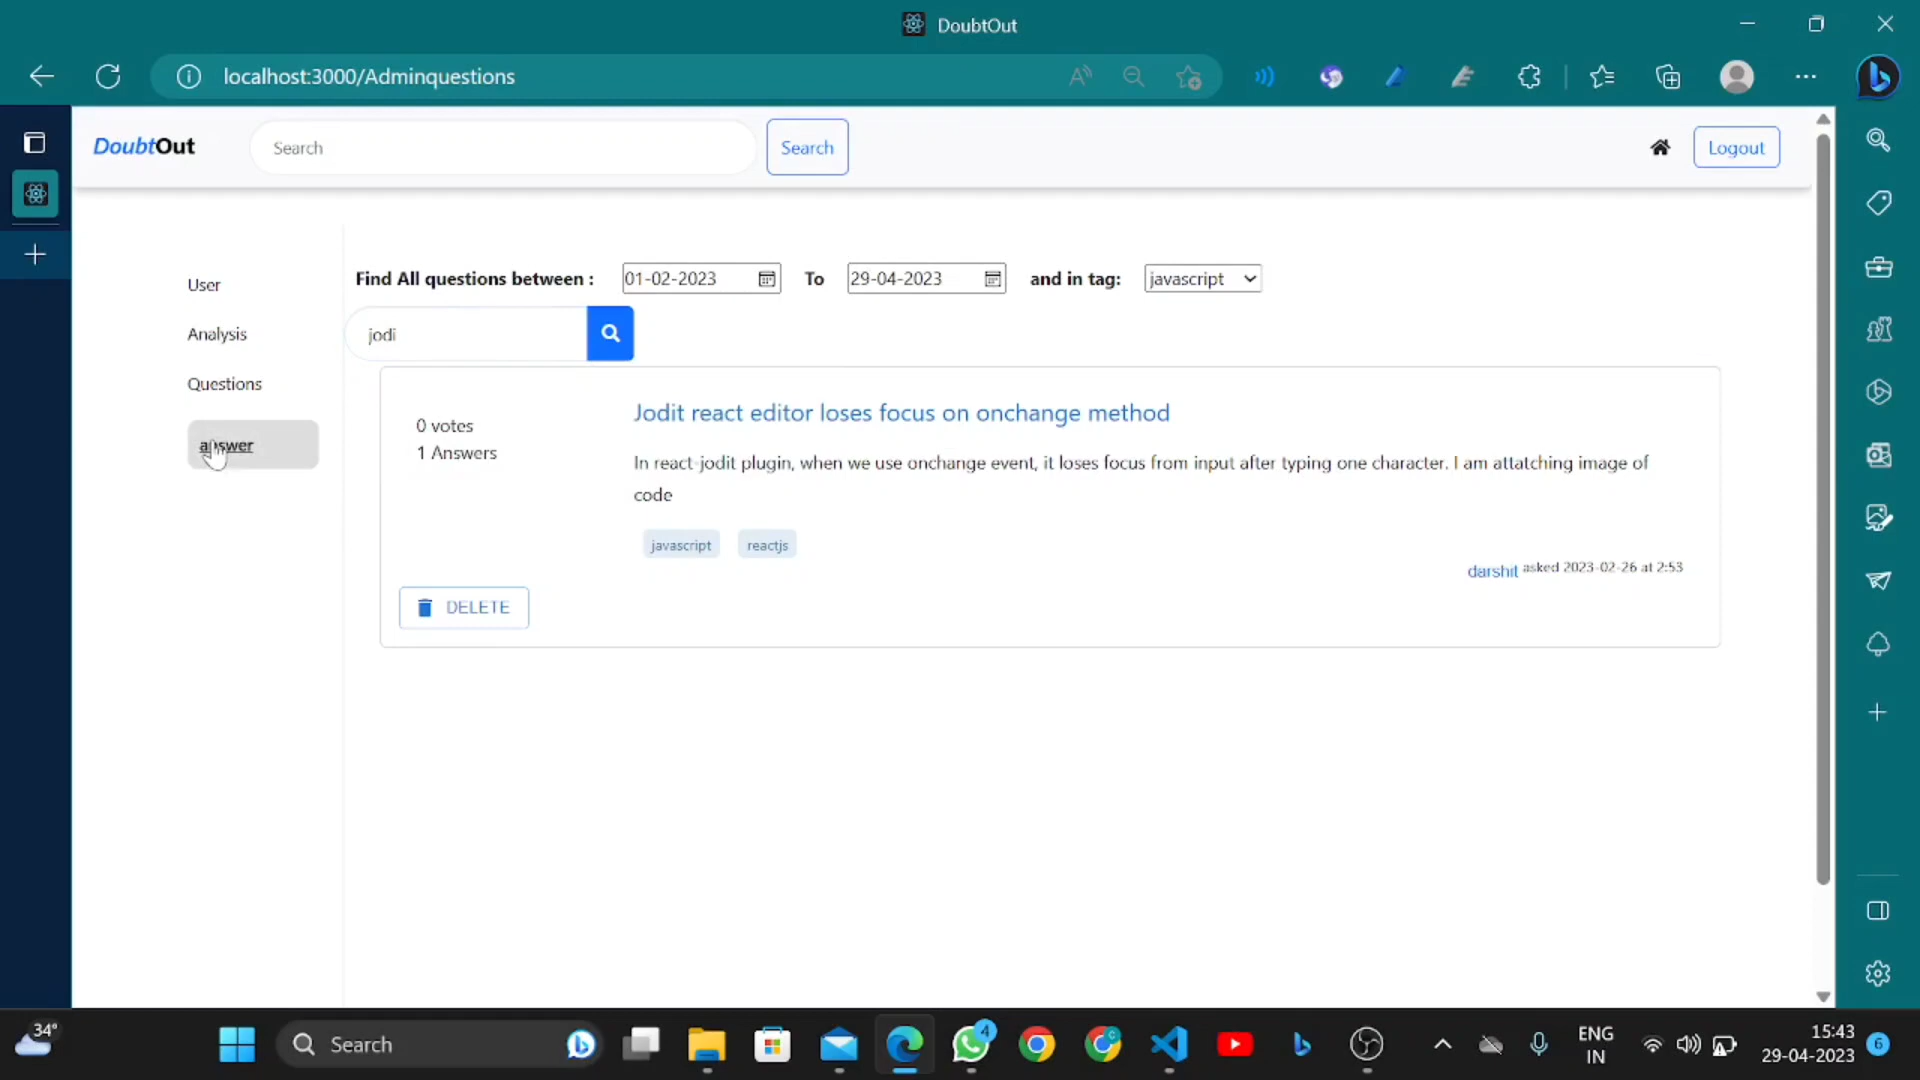 DoubtOut
localhost:3000/Adminquestions
DoubtOut
Search
Search
Logout
User
Analysis
Questions
answer
Find All questions between :
01-02-2023
To
29-04-2023
and in tag:
javascript
jodi
0 votes
1 Answers
Jodit react editor loses focus on onchange method
In react-jodit plugin, when we use onchange event, it loses focus from input after typing one character. I am attatching image of
code
javascript
reactjs
darshit asked 2023-02-26 at 2:53
DELETE
34°
Search
4
ENG
IN
15:43
29-04-2023
6